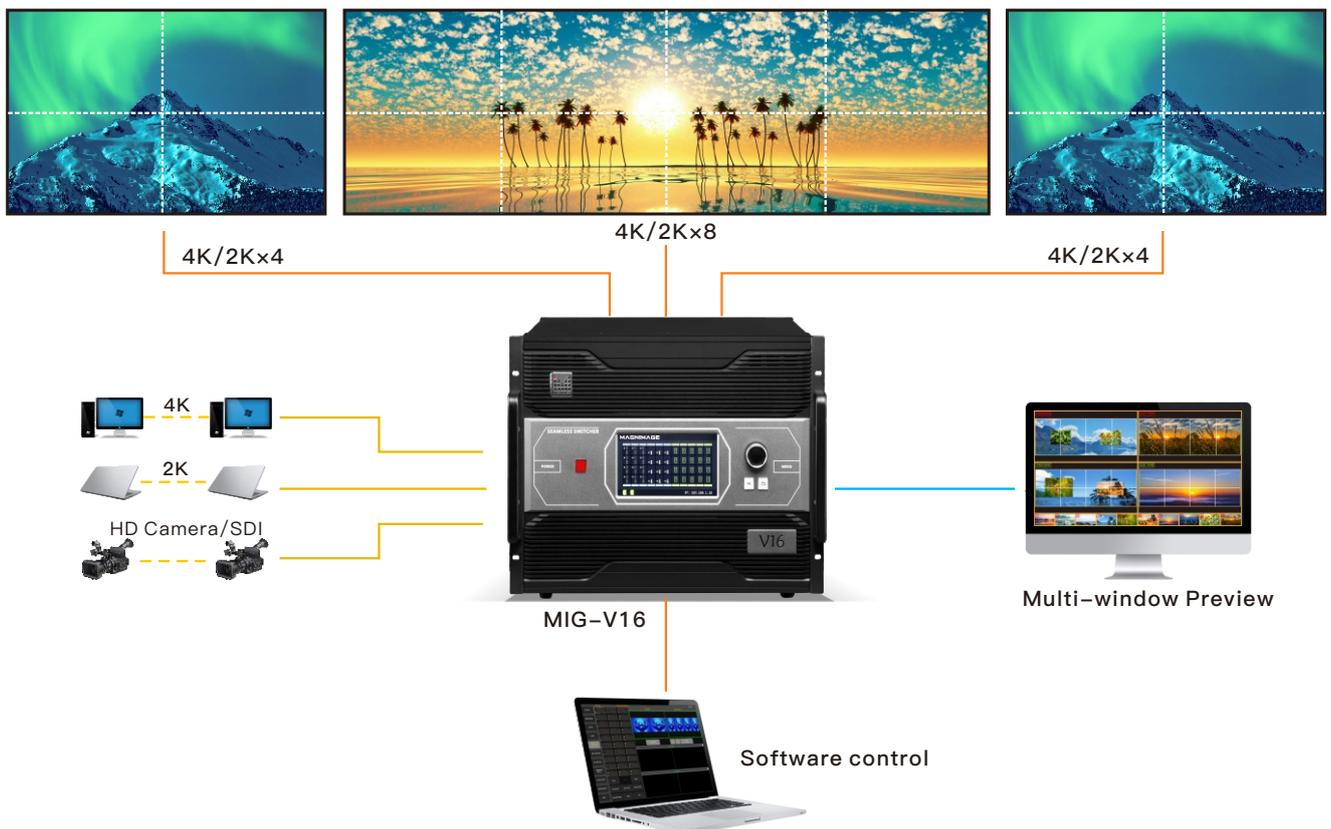 4K/2K×8
4K/2K×4
4K/2K×4
4K
2K
HD Camera/SDI
SEAMLESS SWITCHER
MAGNIMAGE
POWER
V16
MIG–V16
Multi–window Preview
Software control